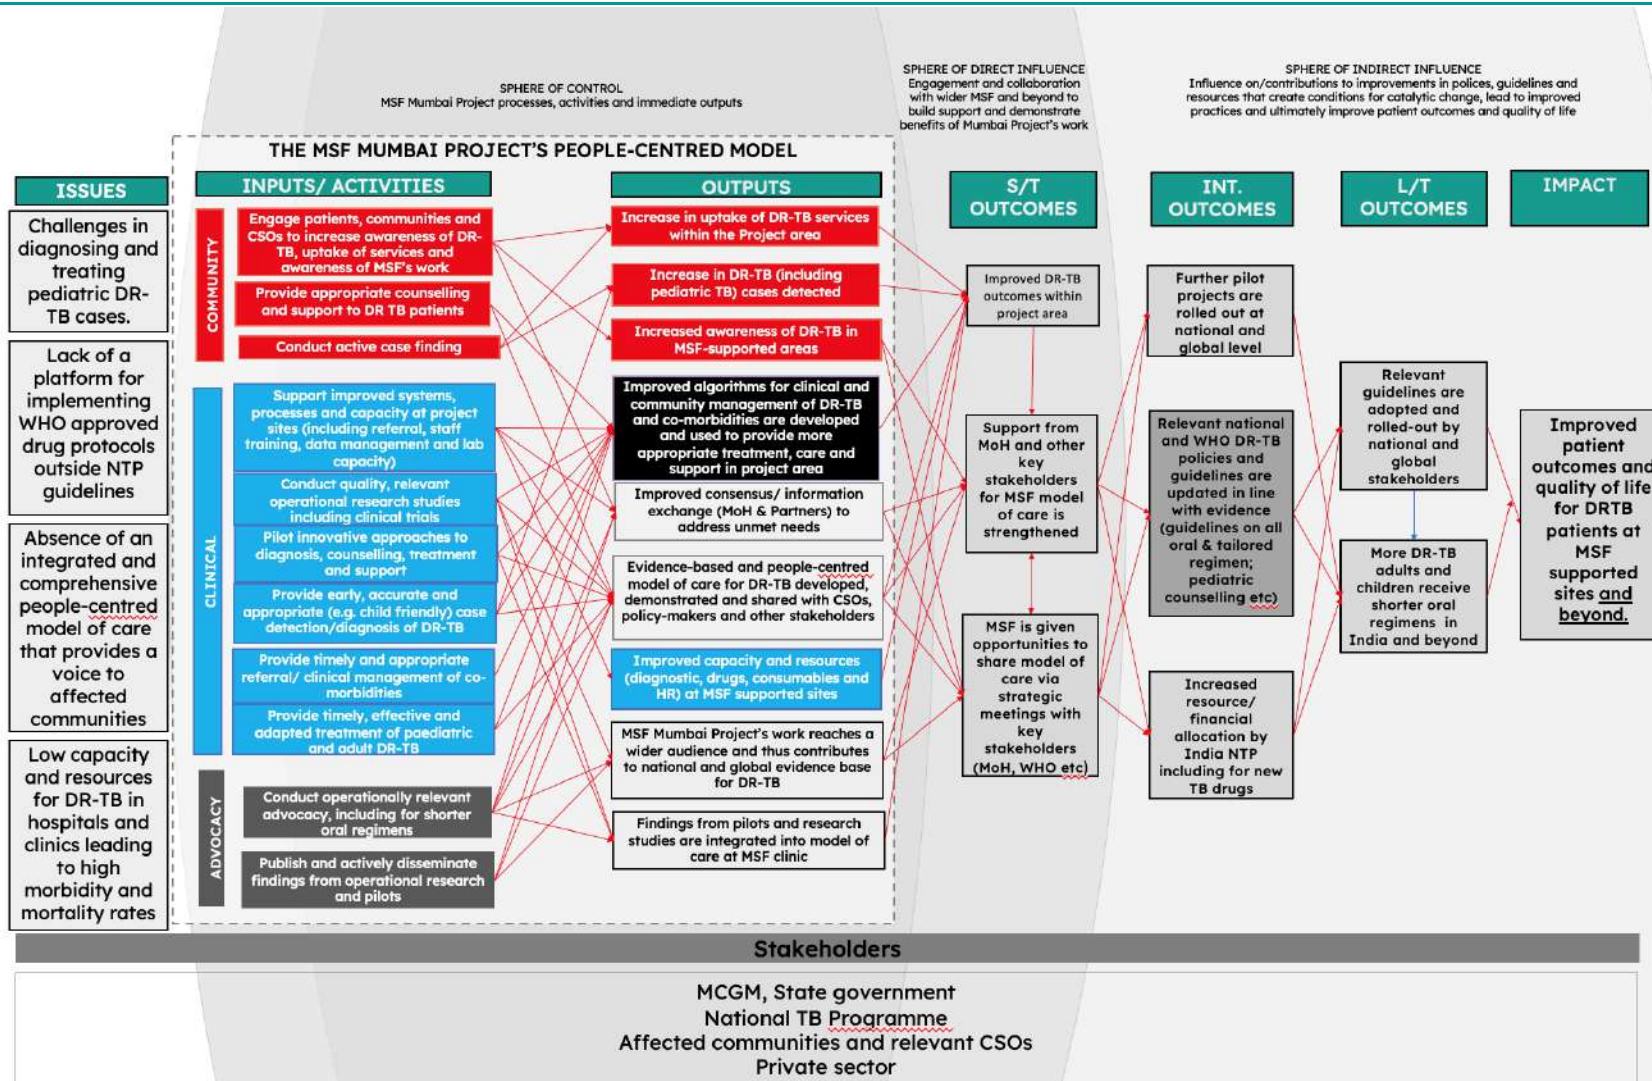 SPHERE OF CONTROL
MSF Mumbai Project processes, activities and immediate outputs
SPHERE OF DIRECT INFLUENCE
Engagement and collaboration
with wider MSF and beyond to
build support and demonstrate
benefits of Mumbai Project's work
SPHERE OF INDIRECT INFLUENCE
Influence on/contributions to improvements in polices, guidelines and
resources that create conditions for catalytic change, lead to improved
practices and ultimately improve patient outcomes and quality of life
THE MSF MUMBAI PROJECT'S PEOPLE-CENTRED MODEL
ISSUES
Challenges in
diagnosing and
treating
pediatric DR-
TB cases.
Lack of a
platform for
implementing
WHO approved
drug protocols
outside NTP
guidelines
Absence of an
integrated and
comprehensive
people-centred
model of care
that provides a
voice to
affected
communities
Low capacity
and resources
for DR-TB in
hospitals and
clinics leading
to high
morbidity and
mortality rates
INPUTS/ ACTIVITIES
COMMUNITY
Engage patients, communities and
CSOs to increase awareness of DR-
TB, uptake of services and
awareness of MSF's work
Provide appropriate counselling
and support to DR TB patients
Conduct active case finding
CLINICAL
Support improved systems,
processes and capacity at project
sites (including referral, staff
training, data management and lab
capacity)
Conduct quality, relevant
operational research studies
including clinical trials
Pilot innovative approaches to
diagnosis, counselling, treatment
and support
Provide early, accurate and
appropriate (e.g. child friendly) case
detection/diagnosis of DR-TB
Provide timely and appropriate
referral/ clinical management of co-
morbidities
Provide timely, effective and
adapted treatment of paediatric
and adult DR-TB
ADVOCACY
Conduct operationally relevant
advocacy, including for shorter
oral regimens
Publish and actively disseminate
findings from operational research
and pilots
OUTPUTS
Increase in uptake of DR-TB services
within the Project area
Increase in DR-TB (including
pediatric TB) cases detected
Increased awareness of DR-TB in
MSF-supported areas
Improved algorithms for clinical and
community management of DR-TB
and co-morbidities are developed
and used to provide more
appropriate treatment, care and
support in project area
Improved consensus/ information
exchange (MoH & Partners) to
address unmet needs
Evidence-based and people-centred
model of care for DR-TB developed,
demonstrated and shared with CSOs,
policy-makers and other stakeholders
Improved capacity and resources
(diagnostic, drugs, consumables and
HR) at MSF supported sites
MSF Mumbai Project's work reaches a
wider audience and thus contributes
to national and global evidence base
for DR-TB
Findings from pilots and research
studies are integrated into model of
care at MSF clinic
S/T
OUTCOMES
Improved DR-TB
outcomes within
project area
Support from
MoH and other
key
stakeholders
for MSF model
of care is
strengthened
MSF is given
opportunities to
share model of
care via
strategic
meetings with
key
stakeholders
(MoH, WHO etc)
INT.
OUTCOMES
Further pilot
projects are
rolled out at
national and
global level
Relevant national
and WHO DR-TB
policies and
guidelines are
updated in line
with evidence
(guidelines on all
oral & tailored
regimen;
pediatric
counselling etc)
Increased
resource/
financial
allocation by
India NTP
including for new
TB drugs
L/T
OUTCOMES
Relevant
guidelines are
adopted and
rolled-out by
national and
global
stakeholders
More DR-TB
adults and
children receive
shorter oral
regimens in
India and beyond
IMPACT
Improved
patient
outcomes and
quality of life
for DRTB
patients at
MSF
supported
sites and
beyond.
Stakeholders
MCGM, State government
National TB Programme
Affected communities and relevant CSOs
Private sector